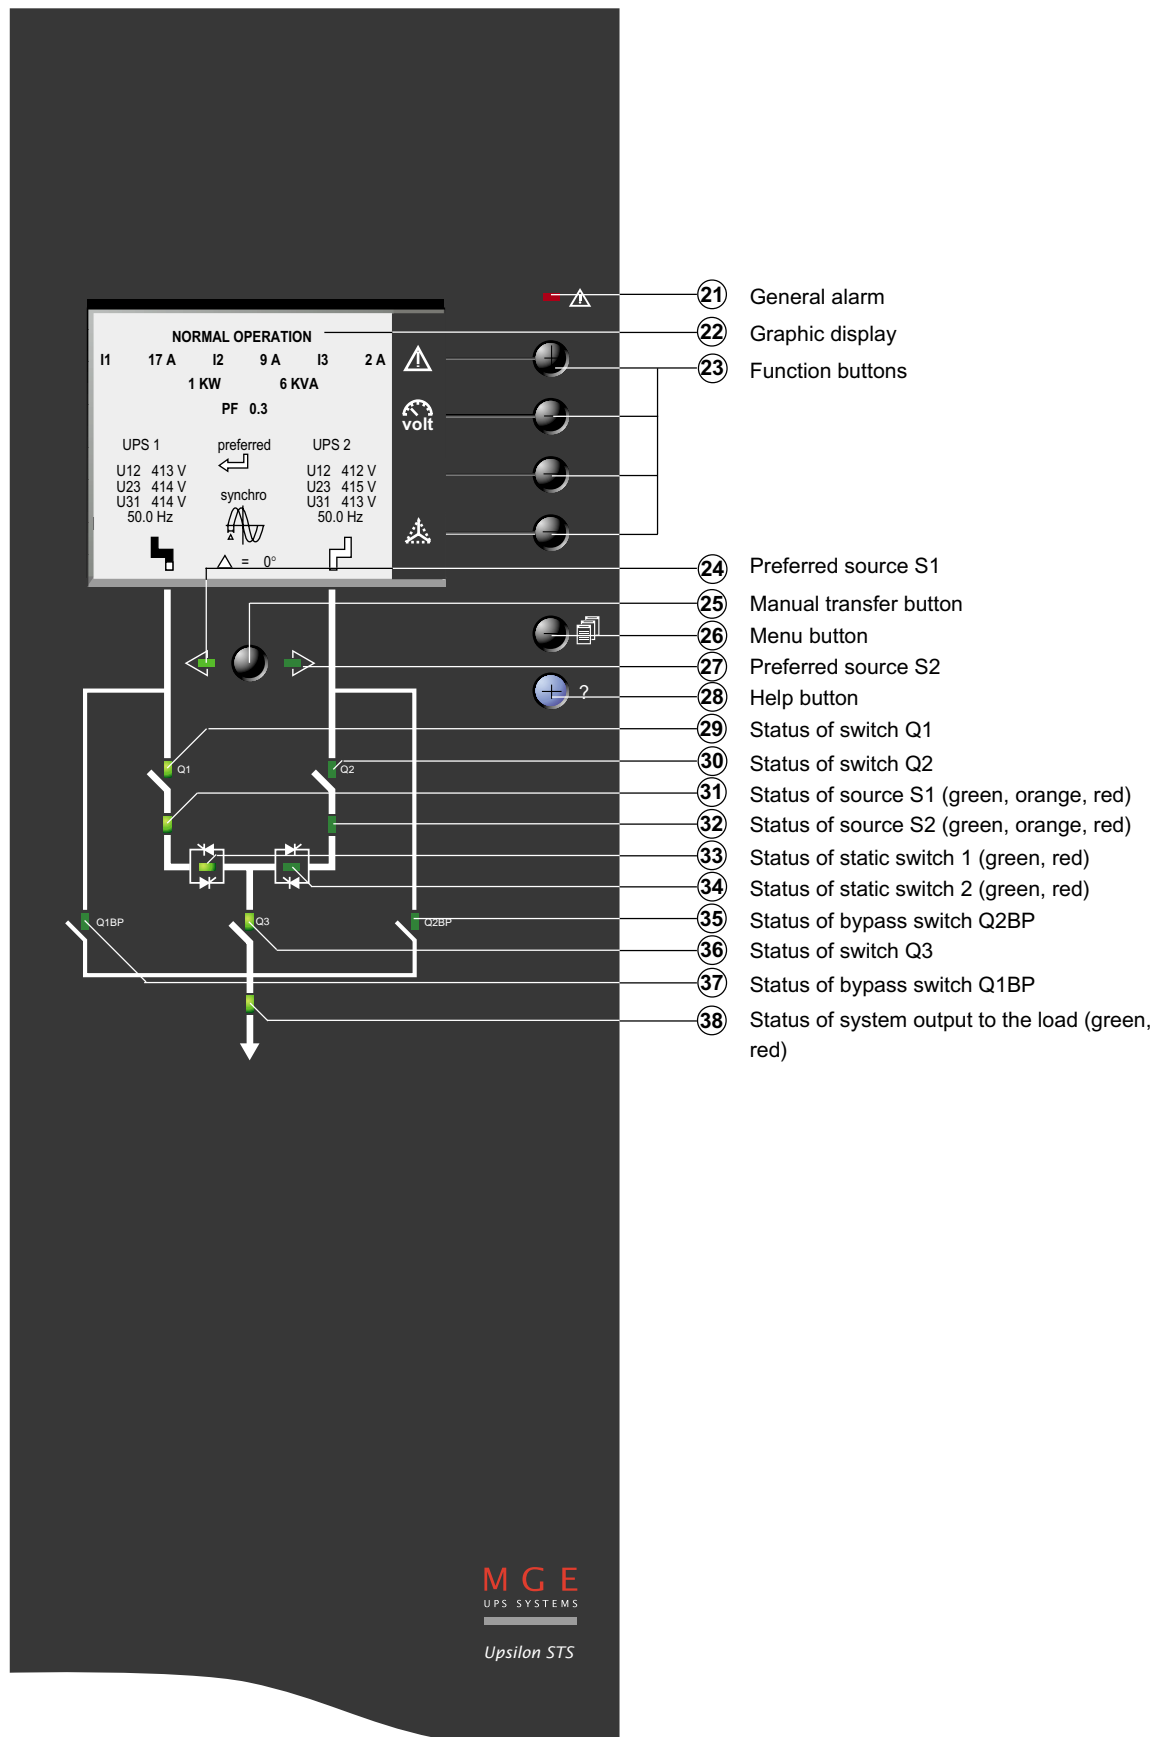 21 General alarm
NORMAL OPERATION
22 Graphic display
I1 17 A I2 9 A I3 2 A
23 Function buttons
1 KW 6 KVA
PF 0.3
volt
UPS 1 preferred UPS 2
U12 413 V U12 412 V
U23 414 V U23 415 V
U31 414 V synchro U31 413 V
50.0 Hz 50.0 Hz
△ = 0°
24 Preferred source S1
25 Manual transfer button
26 Menu button
27 Preferred source S2
?
28 Help button
29 Status of switch Q1
Q1 Q2
30 Status of switch Q2
31 Status of source S1 (green, orange, red)
32 Status of source S2 (green, orange, red)
33 Status of static switch 1 (green, red)
34 Status of static switch 2 (green, red)
Q1BP Q3 Q2BP
35 Status of bypass switch Q2BP
36 Status of switch Q3
37 Status of bypass switch Q1BP
38 Status of system output to the load (green,
red)
MGE
UPS SYSTEMS
Upsilon STS